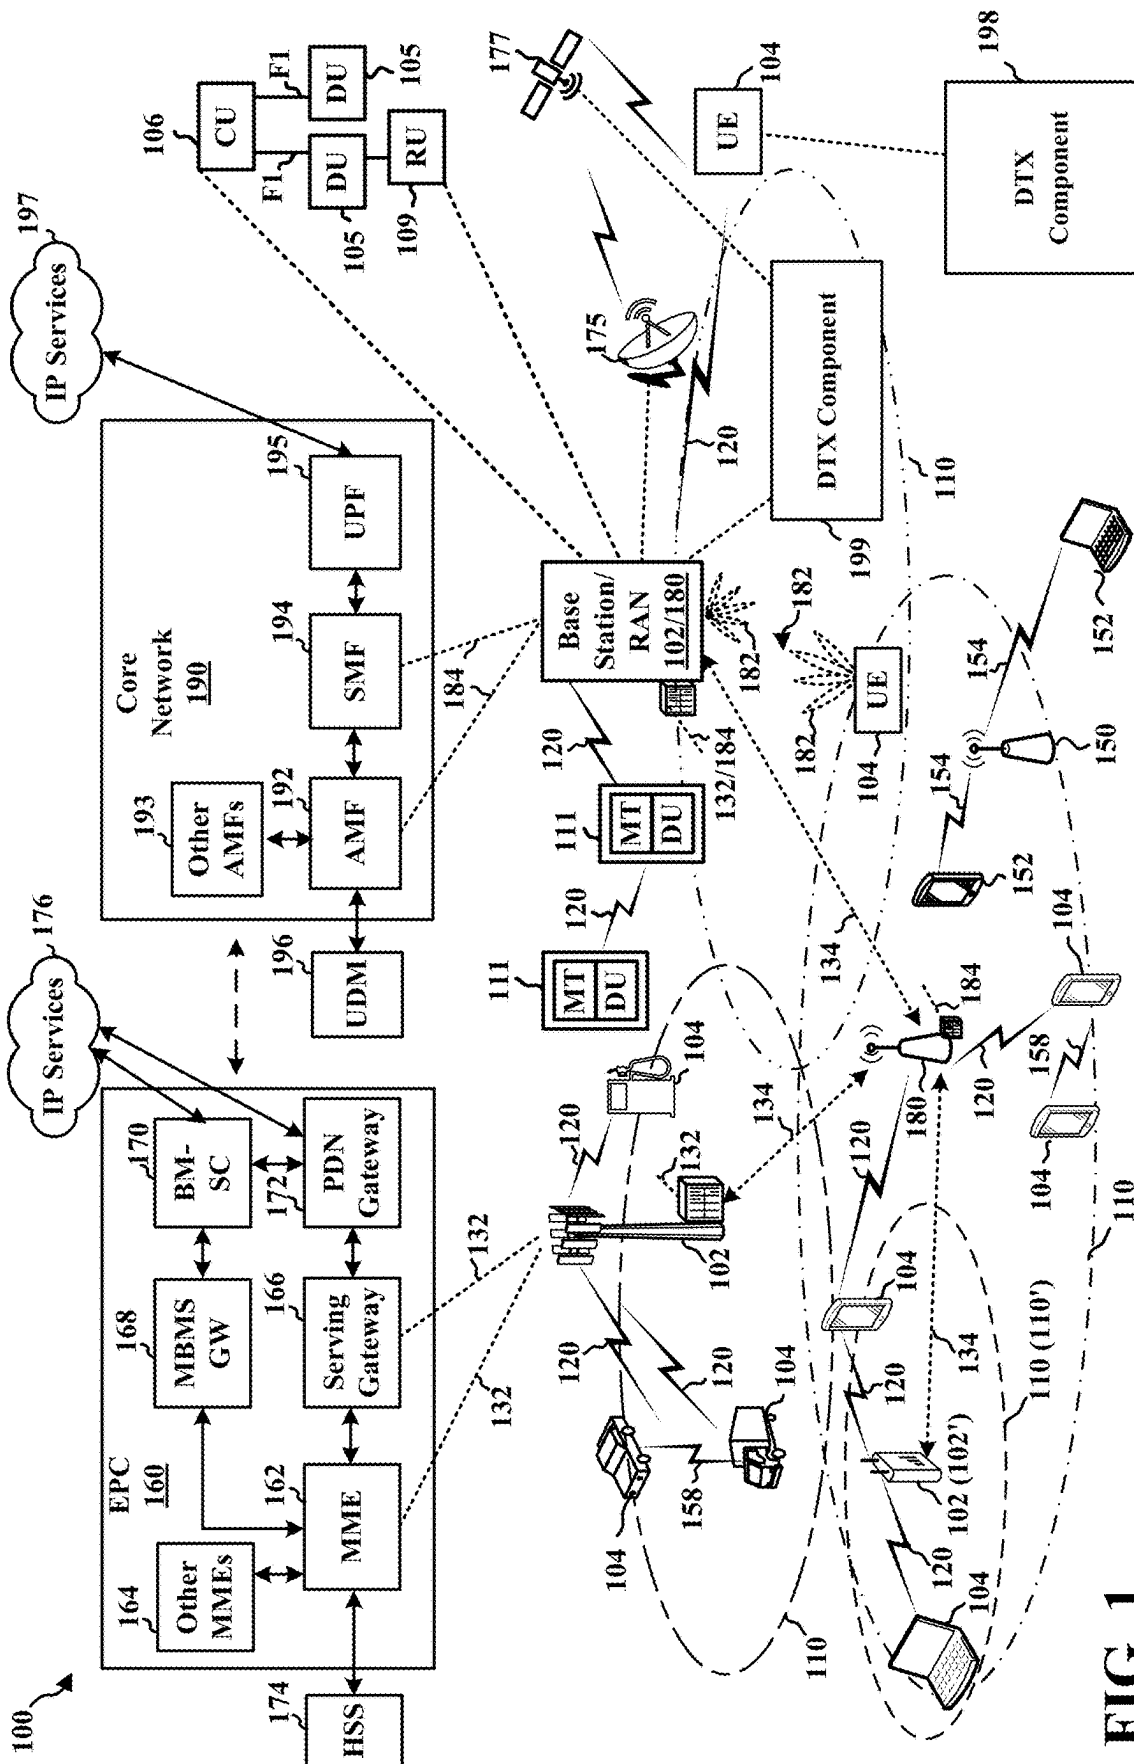 100
174
HSS
EPC
160
164
Other
MMEs
162
MME
168
MBMS
GW
166
Serving
Gateway
170
BM-
SC
172
PDN
Gateway
176
IP Services
132
132
196
UDM
Core
Network
190
193
Other
AMFs
192
AMF
194
SMF
195
UPF
197
IP Services
184
106
CU
F1
F1
DU
105
DU
105
RU
109
111
MT
DU
120
111
MT
DU
120
Base
Station/
RAN
102/180
132/184
182
175
177
120
104
UE
198
DTX
Component
DTX Component
199
110
182
182
UE
104
104
120
132
102
134
134
120
120
104
158
104
110
154
154
152
150
152
180
184
120
120
104
158
104
110
104
120
134
102 (102')
110 (110')
120
104
FIG. 1